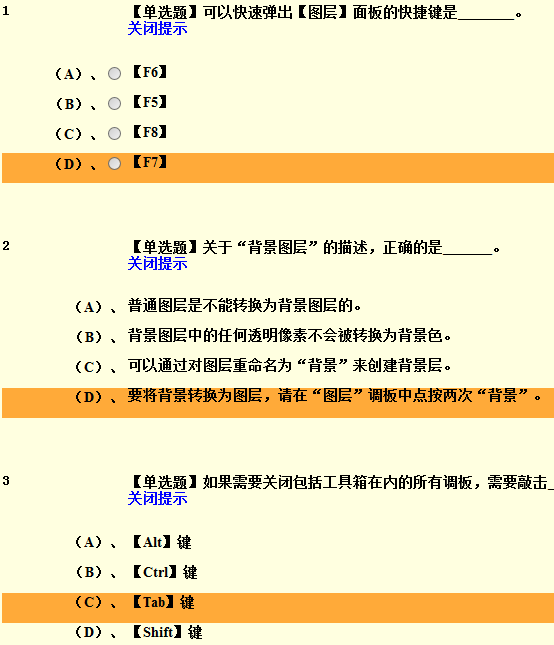 1 【单选题】可以快速弹出【图层】面板的快捷键是________。
关闭提示
（A）、 【F6】
（B）、 【F5】
（C）、 【F8】
（D）、 【F7】
2 【单选题】关于“背景图层”的描述，正确的是_______。
关闭提示
（A）、 普通图层是不能转换为背景图层的。
（B）、 背景图层中的任何透明像素不会被转换为背景色。
（C）、 可以通过对图层重命名为“背景”来创建背景层。
（D）、 要将背景转换为图层，请在“图层”调板中点按两次“背景”。
3 【单选题】如果需要关闭包括工具箱在内的所有调板，需要敲击_
关闭提示
（A）、 【Alt】键
（B）、 【Ctrl】键
（C）、 【Tab】键
（D）、 【Shift】键